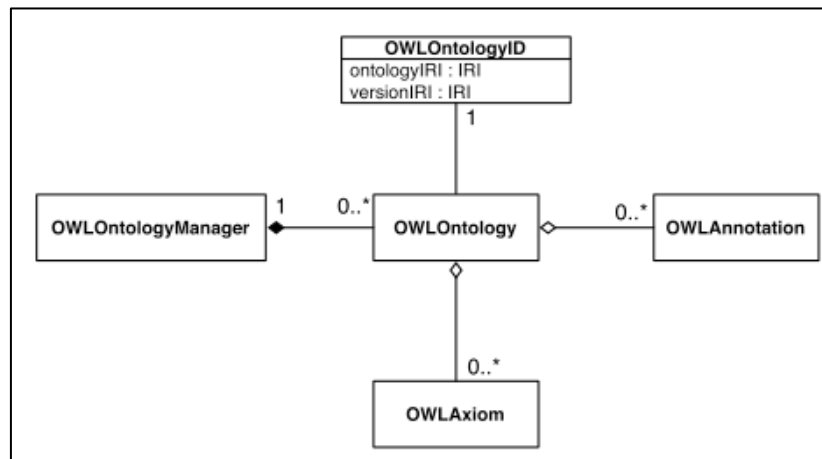 OWLOntologyID
ontologyIRI : IRI
versionIRI : IRI
1
1
0..*
0..*
OWLOntologyManager
OWLOntology
OWLAnnotation
0..*
OWLAxiom